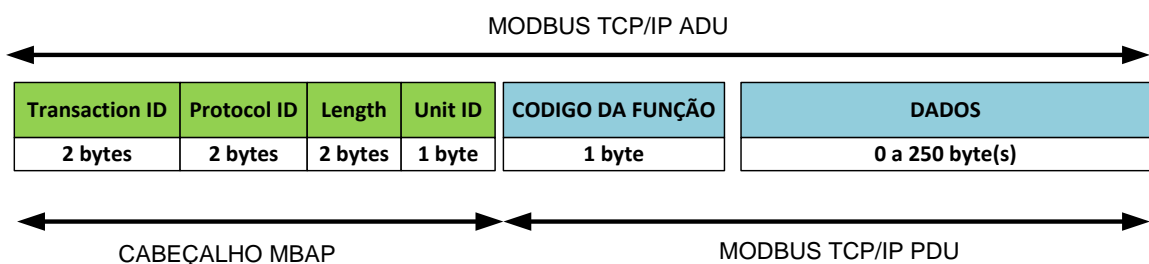 MODBUS TCP/IP ADU
Transaction ID Protocol ID Length Unit ID CODIGO DA FUNÇÃO DADOS
2 bytes 2 bytes 2 bytes 1 byte 1 byte 0 a 250 byte(s)
CABEÇALHO MBAP MODBUS TCP/IP PDU